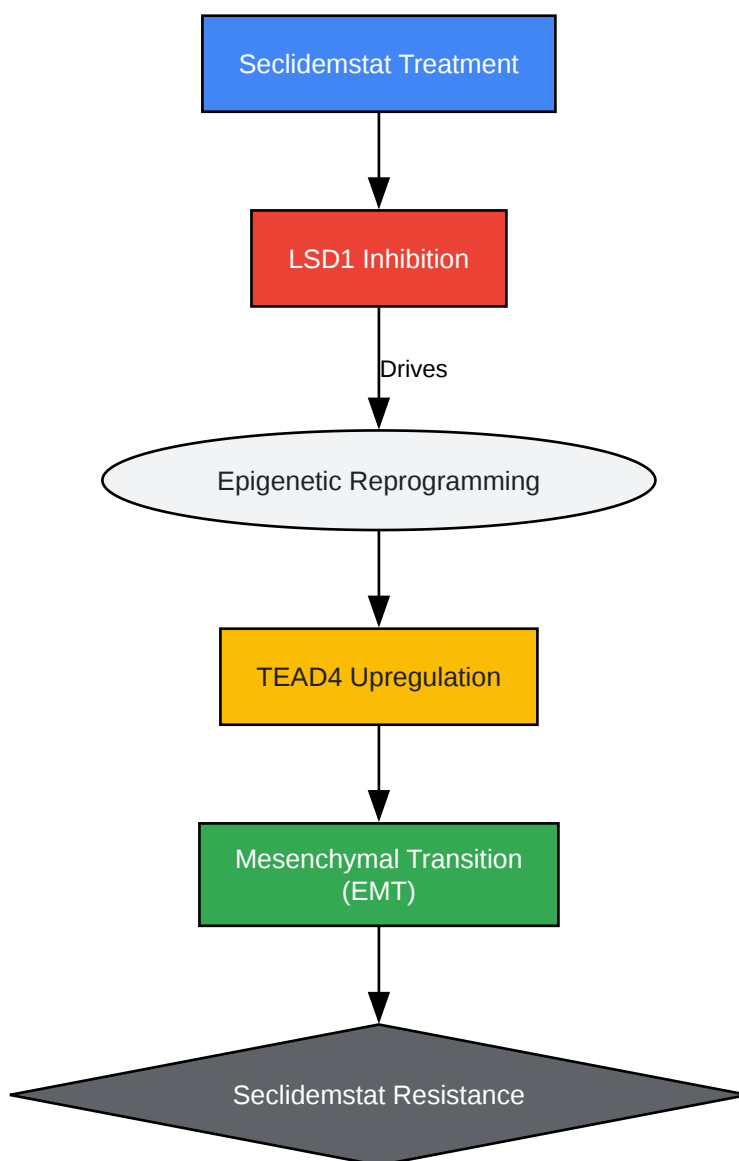 Seclidemstat Treatment
LSD1 Inhibition
Drives
Epigenetic Reprogramming
TEAD4 Upregulation
Mesenchymal Transition
(EMT)
Seclidemstat Resistance